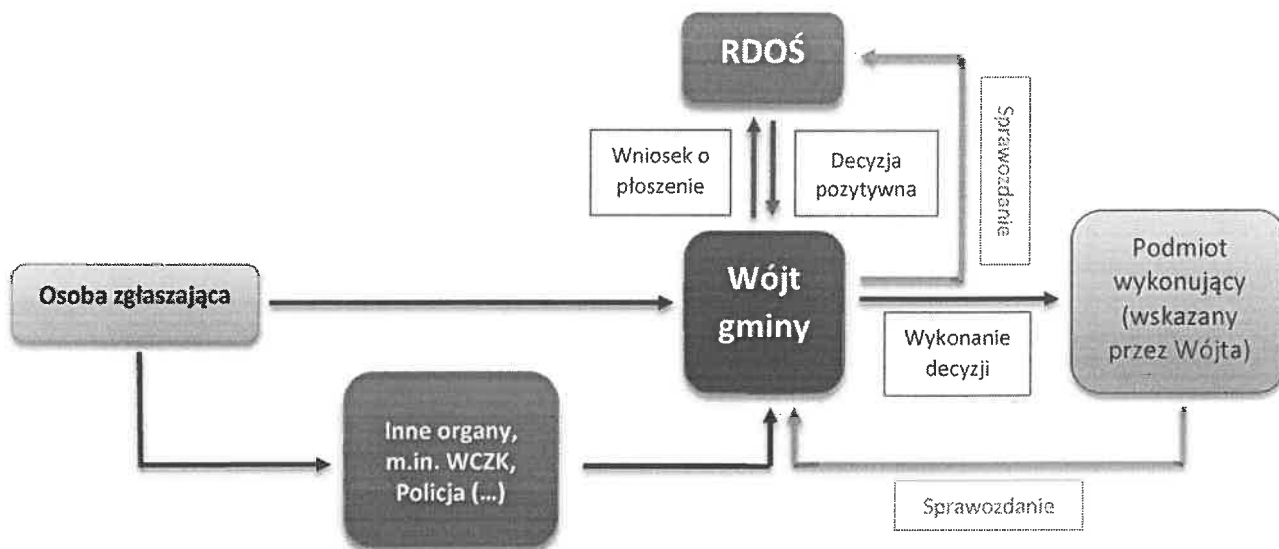 RDOŚ
Sprawozdanie
Wniosek o
płoszenie
Decyzja
pozytywna
Osoba zgłaszająca
Wójt
gminy
Wykonanie
decyzji
Podmiot
wykonujący
(wskazany
przez Wójta)
Inne organy,
m.in. WCZK,
Policja (...)
Sprawozdanie